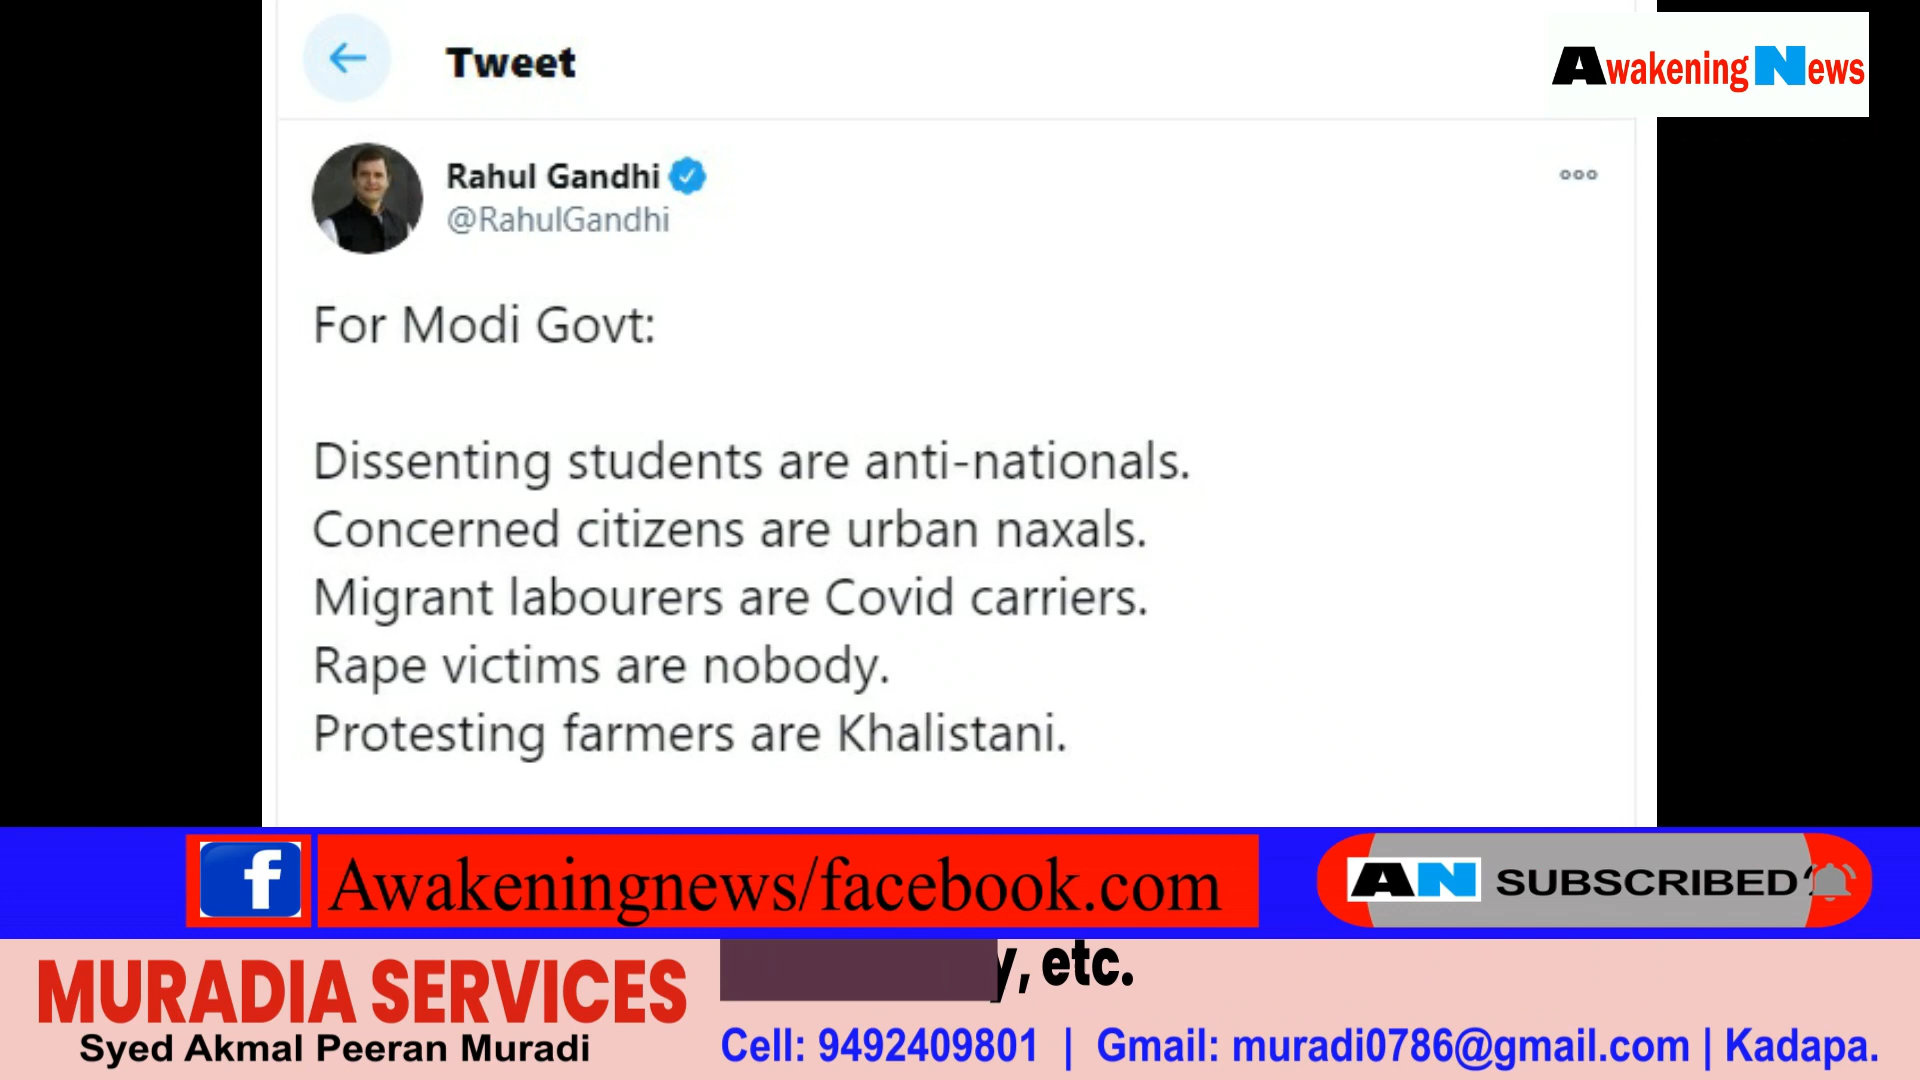 Tweet
Awakening News
Rahul Gandhi
@RahulGandhi
For Modi Govt:
Dissenting students are anti-nationals.
Concerned citizens are urban naxals.
Migrant labourers are Covid carriers.
Rape victims are nobody.
Protesting farmers are Khalistani.
f Awakeningnews/facebook.com
AN SUBSCRIBED
MURADIA SERVICES
, etc.
Syed Akmal Peeran Muradi
Cell: 9492409801 | Gmail: muradi0786@gmail.com | Kadapa.